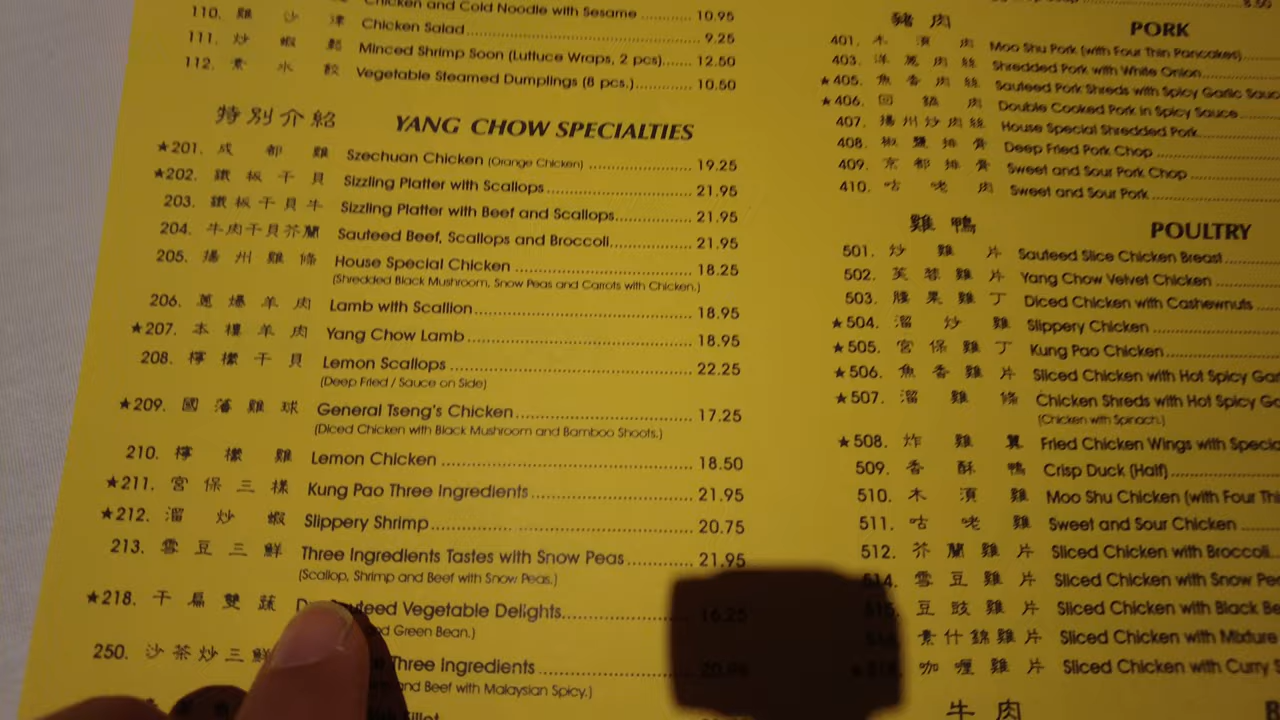 Chicken and Cold Noodle with Sesame 10.95
110. 雞 沙 津 Chicken Salad 9.25
111. 炒 蝦 鬆 Minced Shrimp Soon (Luttuce Wraps, 2 pcs) 12.50
112. 素 水 餃 Vegetable Steamed Dumplings (8 pcs.) 10.50
特別介紹 YANG CHOW SPECIALTIES
★201. 成 都 雞 Szechuan Chicken (Orange Chicken) 19.25
★202. 鐵 板 干 貝 Sizzling Platter with Scallops 21.95
203. 鐵板干貝牛 Sizzling Platter with Beef and Scallops 21.95
204. 牛肉干貝芥蘭 Sauteed Beef, Scallops and Broccoli 21.95
205. 揚 州 雞 條 House Special Chicken 18.25
(Shredded Black Mushroom, Snow Peas and Carrots with Chicken.)
206. 蔥 爆 羊 肉 Lamb with Scallion 18.95
★207. 本 樓 羊 肉 Yang Chow Lamb 18.95
208. 檸 檬 干 貝 Lemon Scallops 22.25
(Deep Fried / Sauce on Side)
★209. 國 藩 雞 球 General Tseng's Chicken 17.25
(Diced Chicken with Black Mushroom and Bamboo Shoots.)
210. 檸 檬 雞 Lemon Chicken 18.50
★211. 宮 保 三 樣 Kung Pao Three Ingredients 21.95
★212. 溜 炒 蝦 Slippery Shrimp 20.75
213. 雪 豆 三 鮮 Three Ingredients Tastes with Snow Peas 21.95
(Scallop, Shrimp and Beef with Snow Peas.)
★218. 干 扁 雙 蔬 Vegetable Delights 16.25
Green Bean.)
250. 沙茶炒三鮮 Three Ingredients
and Beef with Malaysian Spicy.)
豬 肉 PORK
401. 木 湏 肉 Moo Shu Pork (with Four Thin Pancakes)
403. 洋 蔥 肉 絲 Shredded Pork with White Onion
★405. 魚 香 肉 絲 Sauteed Pork Shreds with Spicy Garlic
★406. 回 鍋 肉 Double Cooked Pork in Spicy Sauce
407. 揚州炒肉絲 House Special Shredded Pork
408. 椒 鹽 排 骨 Deep Fried Pork Chop
409. 京 都 排 骨 Sweet and Sour Pork Chop
410. 咕 咾 肉 Sweet and Sour Pork
雞 鴨 POULTRY
501. 炒 雞 片 Sauteed Slice Chicken Breast
502. 芙 蓉 雞 片 Yang Chow Velvet Chicken
503. 腰 果 雞 丁 Diced Chicken with Cashewnuts
★504. 溜 炒 雞 Slippery Chicken
★505. 宮 保 雞 丁 Kung Pao Chicken
★506. 魚 香 雞 片 Sliced Chicken with Hot Spicy
★507. 溜 雞 條 Chicken Shreds with Hot Spicy
(Chicken with Spinach.)
★508. 炸 雞 翼 Fried Chicken Wings with
509. 香 酥 鴨 Crisp Duck (Half)
510. 木 湏 雞 Moo Shu Chicken (with Four
511. 咕 咾 雞 Sweet and Sour Chicken
512. 芥 蘭 雞 片 Sliced Chicken with Broccoli
514. 雪 豆 雞 片 Sliced Chicken with Snow
515. 豆 豉 雞 片 Sliced Chicken with Black
素什錦雞片 Sliced Chicken with Mixture
咖 喱 雞 片 Sliced Chicken with Curry
牛 肉